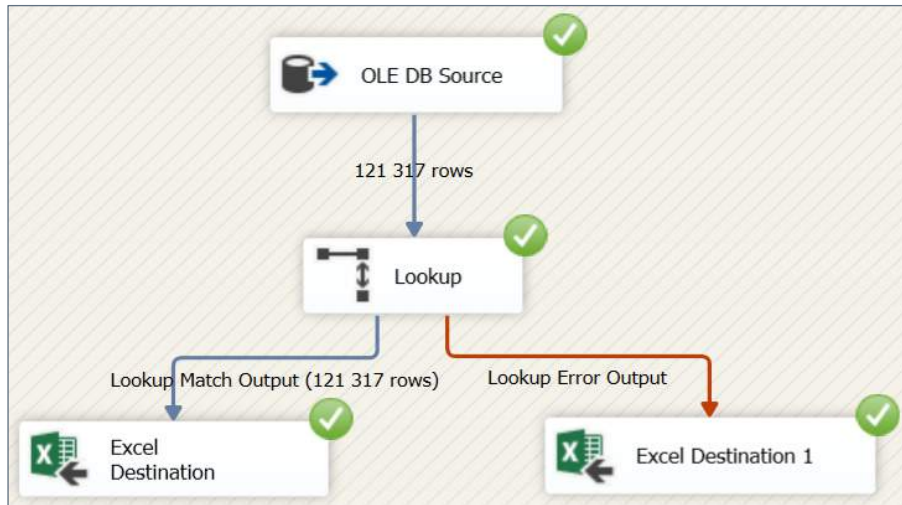 OLE DB Source
121 317 rows
Lookup
Lookup Match Output (121 317 rows)
Lookup Error Output
Excel
Destination
Excel Destination 1